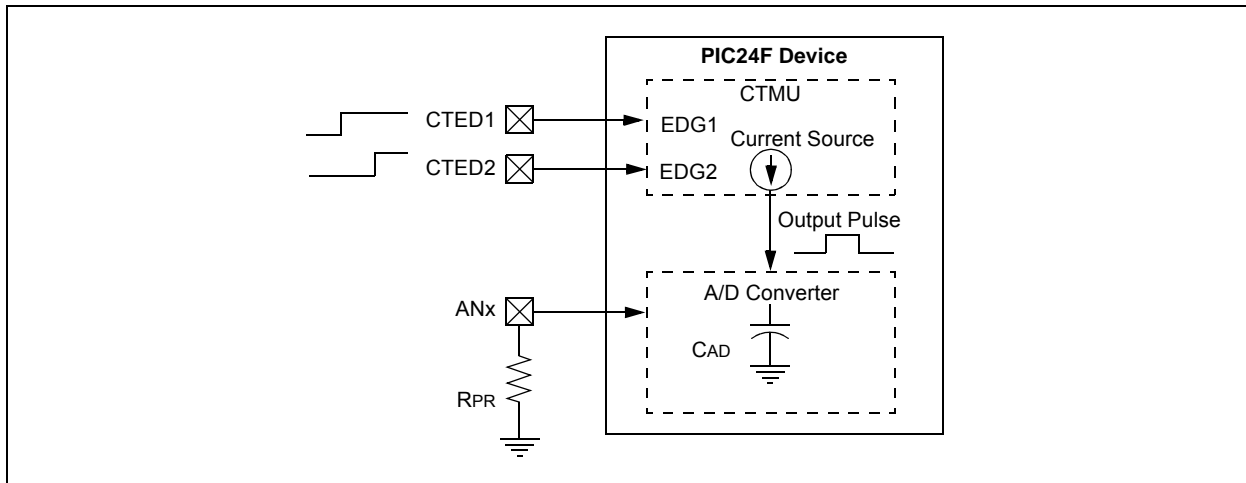 PIC24F Device
CTMU
CTED1
EDG1
Current Source
CTED2
EDG2
Output Pulse
A/D Converter
ANx
CAD
RPR